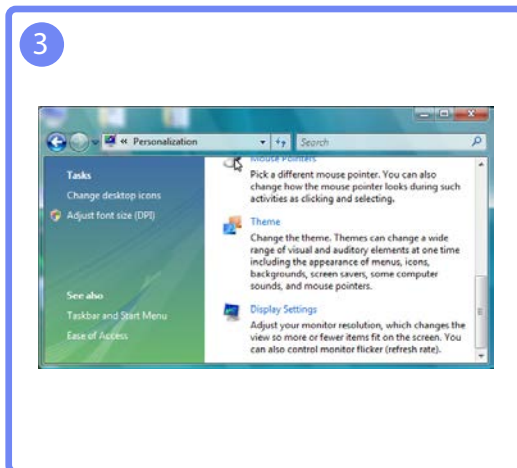 3
« Personalization
Search
Tasks
Change desktop icons
Adjust font size (DPI)
See also
Taskbar and Start Menu
Ease of Access
Mouse Pointers
Pick a different mouse pointer. You can also
change how the mouse pointer looks during such
activities as clicking and selecting.
Theme
Change the theme. Themes can change a wide
range of visual and auditory elements at one time
including the appearance of menus, icons,
backgrounds, screen savers, some computer
sounds, and mouse pointers.
Display Settings
Adjust your monitor resolution, which changes the
view so more or fewer items fit on the screen. You
can also control monitor flicker (refresh rate).